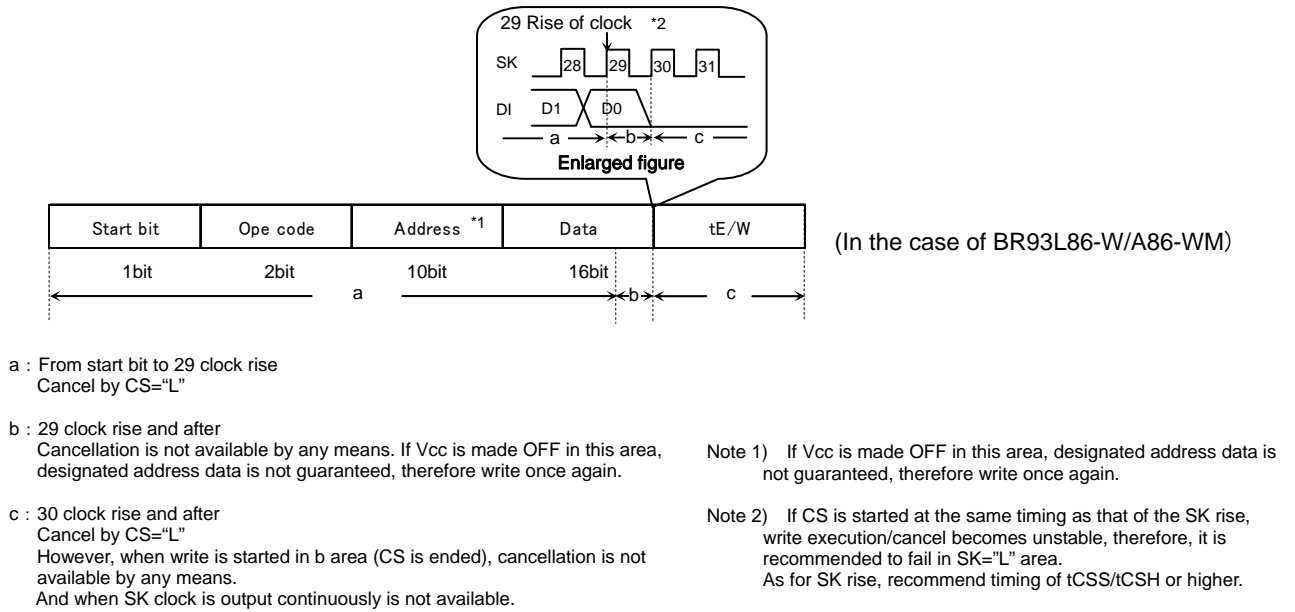 29 Rise of clock *2
SK 28 29 30 31
DI D1 D0
a b c
Enlarged figure
Start bit Ope code Address *1 Data tE/W
(In the case of BR93L86-W/A86-WM)
1bit 2bit 10bit 16bit
a b c
a : From start bit to 29 clock rise
Cancel by CS=“L”
b : 29 clock rise and after
Cancellation is not available by any means. If Vcc is made OFF in this area,
designated address data is not guaranteed, therefore write once again.
c : 30 clock rise and after
Cancel by CS=“L”
However, when write is started in b area (CS is ended), cancellation is not
available by any means.
And when SK clock is output continuously is not available.
Note 1) If Vcc is made OFF in this area, designated address data is
not guaranteed, therefore write once again.
Note 2) If CS is started at the same timing as that of the SK rise,
write execution/cancel becomes unstable, therefore, it is
recommended to fail in SK=“L” area.
As for SK rise, recommend timing of tCSS/tCSH or higher.